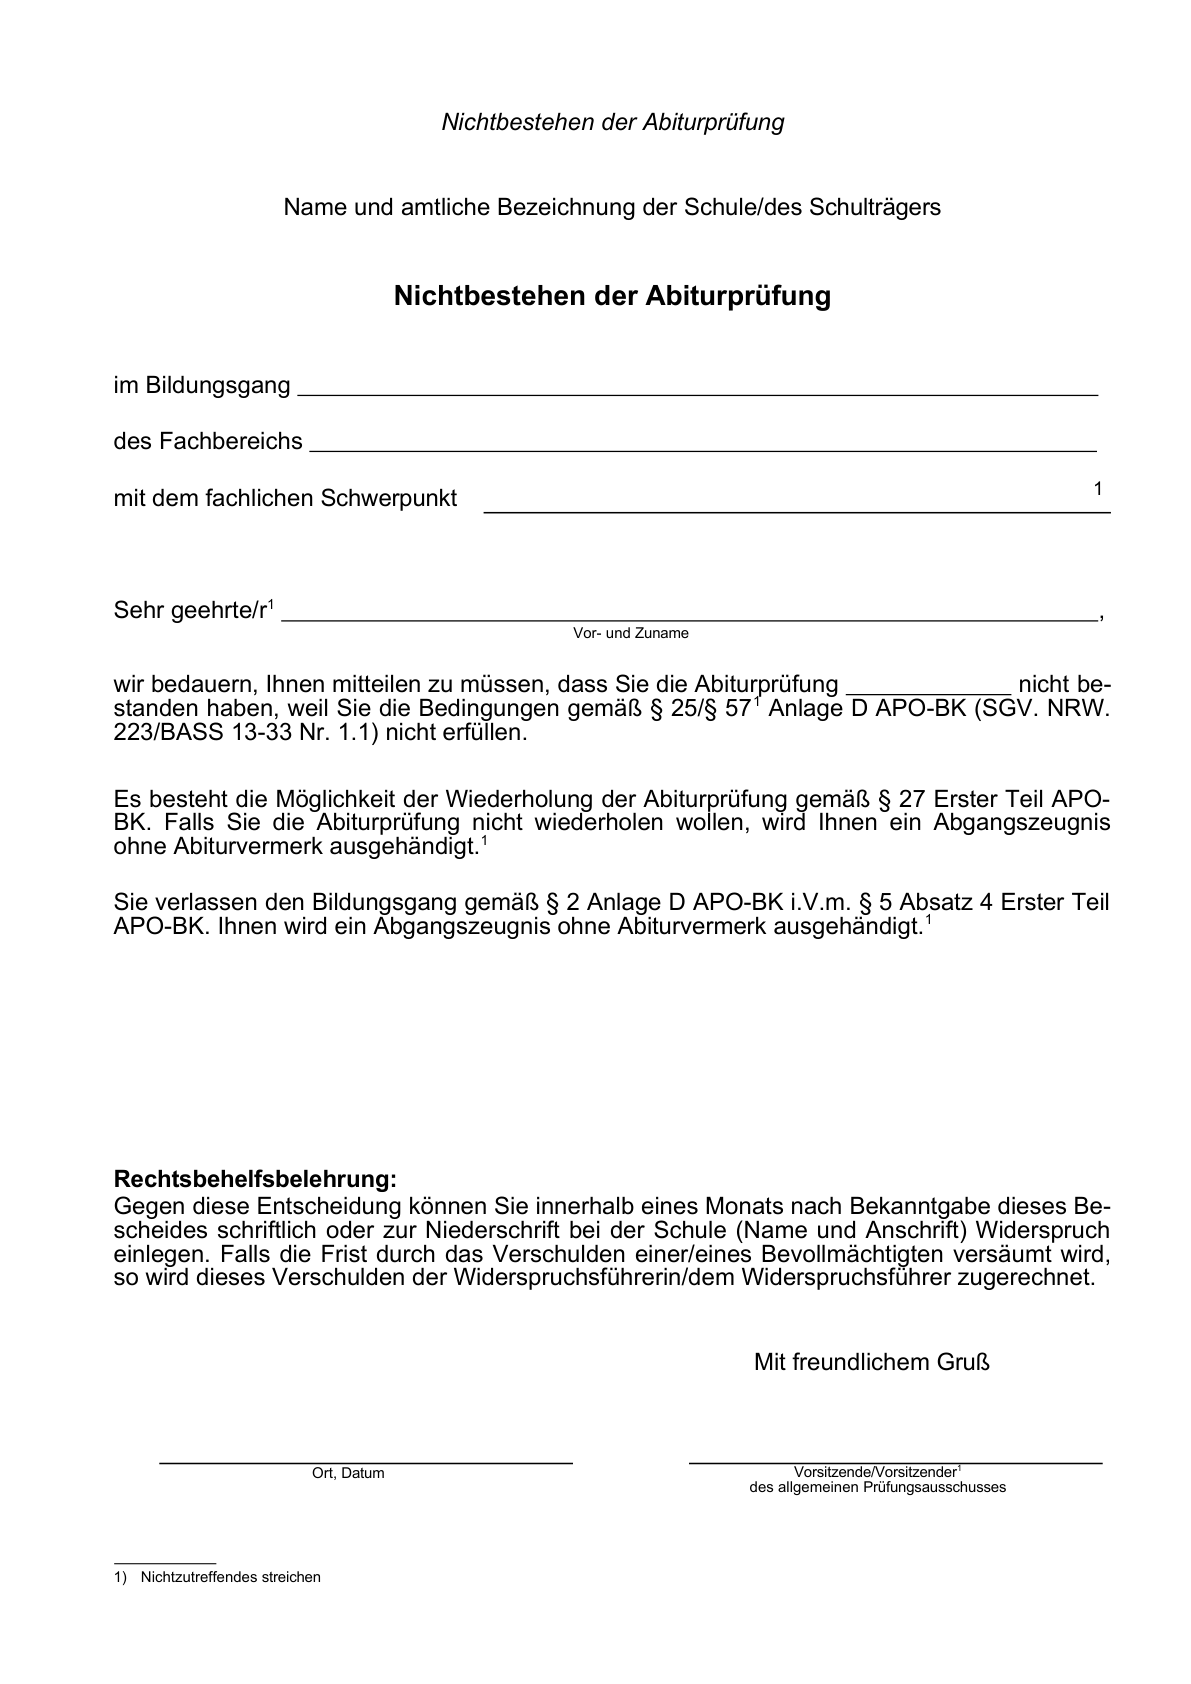 Nichtbestehen der Abiturprüfung
Name und amtliche Bezeichnung der Schule/des Schulträgers
Nichtbestehen der Abiturprüfung
im Bildungsgang
des Fachbereichs
mit dem fachlichen Schwerpunkt 1
Sehr geehrte/r1 ,
Vor- und Zuname
wir bedauern, Ihnen mitteilen zu müssen, dass Sie die Abiturprüfung nicht be-
standen haben, weil Sie die Bedingungen gemäß § 25/§ 571 Anlage D APO-BK (SGV. NRW.
223/BASS 13-33 Nr. 1.1) nicht erfüllen.
Es besteht die Möglichkeit der Wiederholung der Abiturprüfung gemäß § 27 Erster Teil APO-
BK. Falls Sie die Abiturprüfung nicht wiederholen wollen, wird Ihnen ein Abgangszeugnis
ohne Abiturvermerk ausgehändigt.1
Sie verlassen den Bildungsgang gemäß § 2 Anlage D APO-BK i.V.m. § 5 Absatz 4 Erster Teil
APO-BK. Ihnen wird ein Abgangszeugnis ohne Abiturvermerk ausgehändigt.1
Rechtsbehelfsbelehrung:
Gegen diese Entscheidung können Sie innerhalb eines Monats nach Bekanntgabe dieses Be-
scheides schriftlich oder zur Niederschrift bei der Schule (Name und Anschrift) Widerspruch
einlegen. Falls die Frist durch das Verschulden einer/eines Bevollmächtigten versäumt wird,
so wird dieses Verschulden der Widerspruchsführerin/dem Widerspruchsführer zugerechnet.
Mit freundlichem Gruß
Ort, Datum
Vorsitzende/Vorsitzender1
des allgemeinen Prüfungsausschusses
1) Nichtzutreffendes streichen